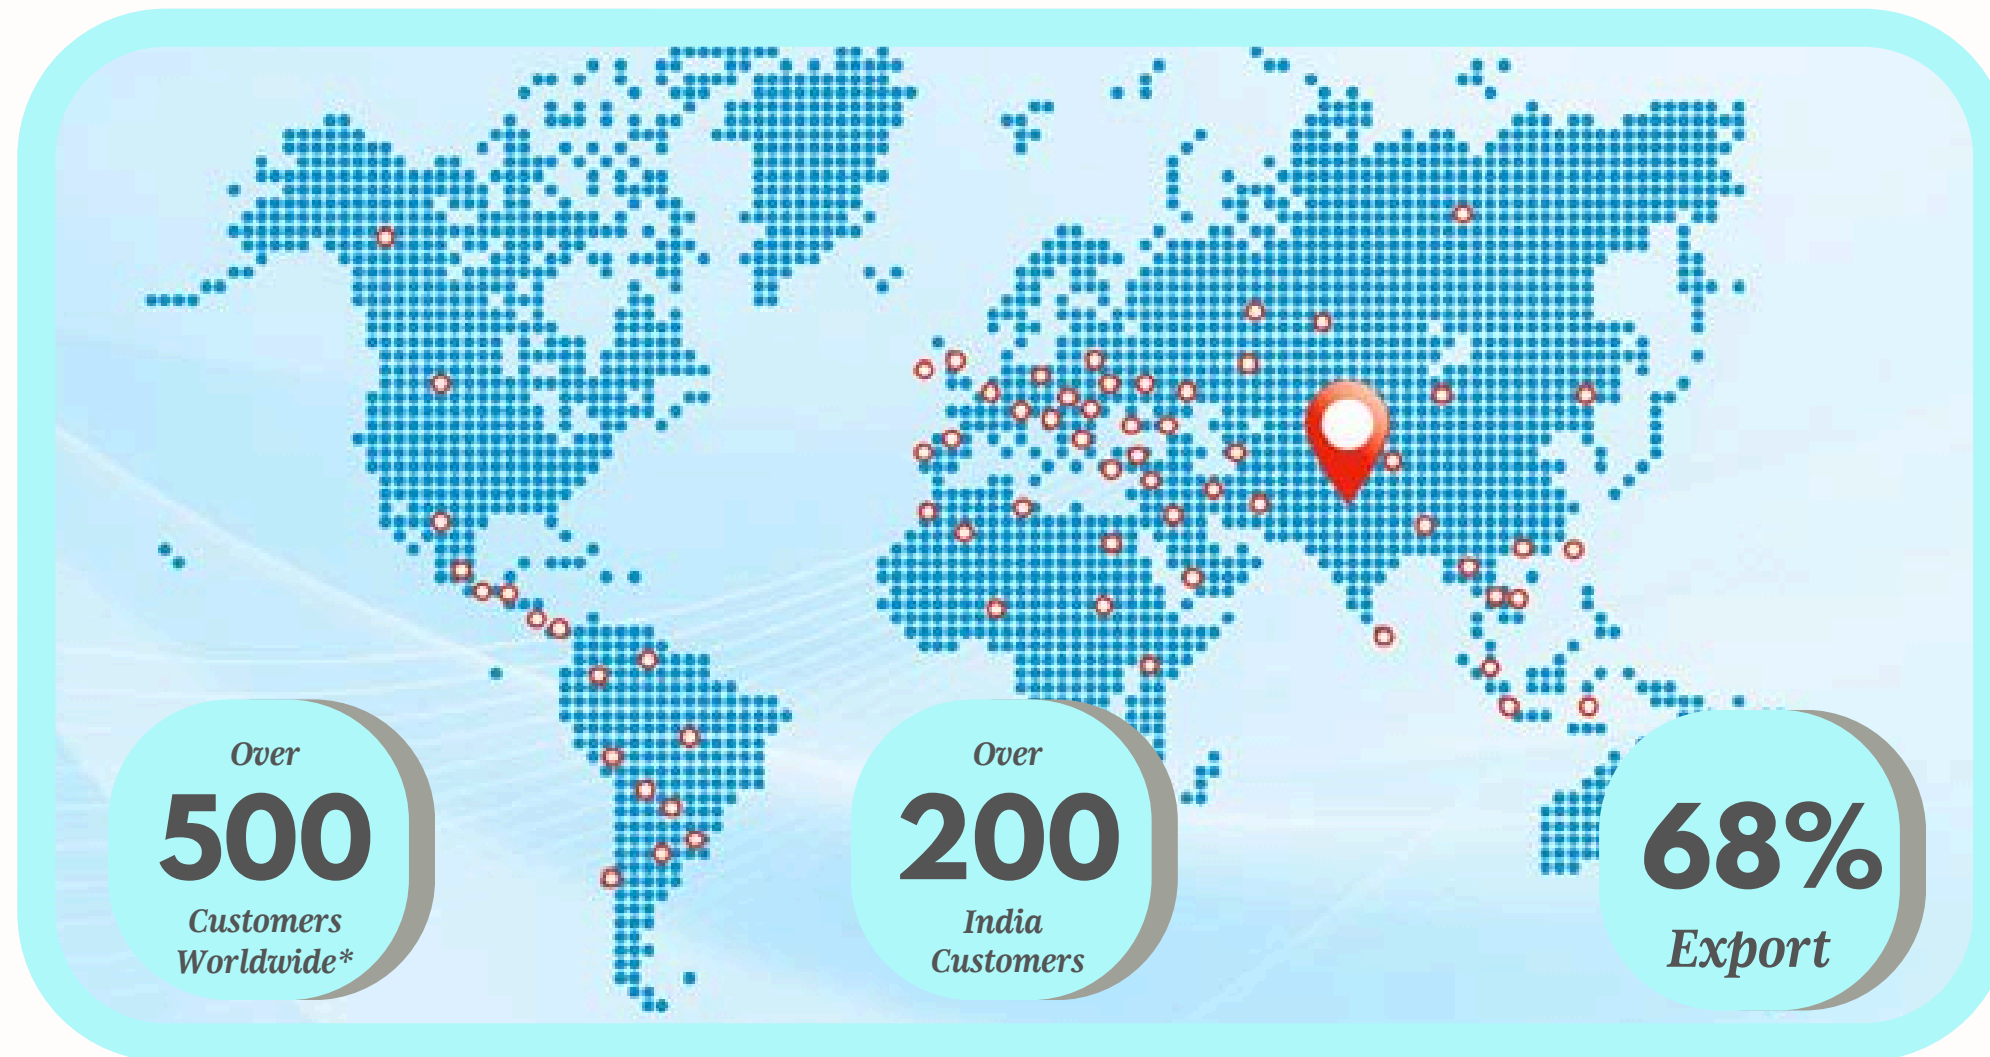 Over
500
Customers
Worldwide*
Over
200
India
Customers
68%
Export